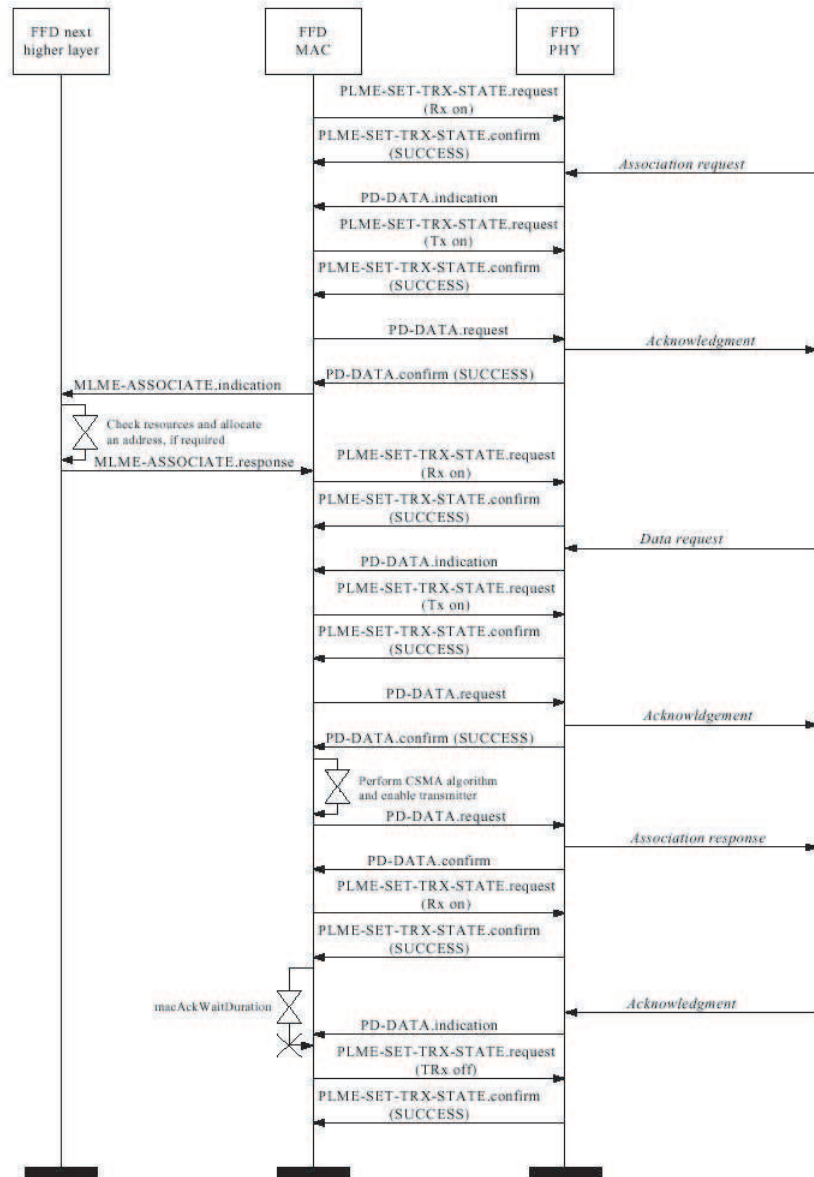 FFD next
higher layer
FFD
MAC
FFD
PHY
PLME-SET-TRX-STATE.request
(Rx on)
PLME-SET-TRX-STATE.confirm
(SUCCESS)
Association request
PD-DATA.indication
PLME-SET-TRX-STATE.request
(Tx on)
PLME-SET-TRX-STATE.confirm
(SUCCESS)
PD-DATA.request
Acknowledgment
PD-DATA.confirm (SUCCESS)
MLME-ASSOCIATE.indication
Check resources and allocate
an address, if required
MLME-ASSOCIATE.response
PLME-SET-TRX-STATE.request
(Rx on)
PLME-SET-TRX-STATE.confirm
(SUCCESS)
Data request
PD-DATA.indication
PLME-SET-TRX-STATE.request
(Tx on)
PLME-SET-TRX-STATE.confirm
(SUCCESS)
PD-DATA.request
Acknowldgement
PD-DATA.confirm (SUCCESS)
Perform CSMA algorithm
and enable transmitter
PD-DATA.request
Association response
PD-DATA.confirm
PLME-SET-TRX-STATE.request
(Rx on)
PLME-SET-TRX-STATE.confirm
(SUCCESS)
macAckWaitDuration
Acknowledgment
PD-DATA.indication
PLME-SET-TRX-STATE.request
(TRx off)
PLME-SET-TRX-STATE.confirm
(SUCCESS)